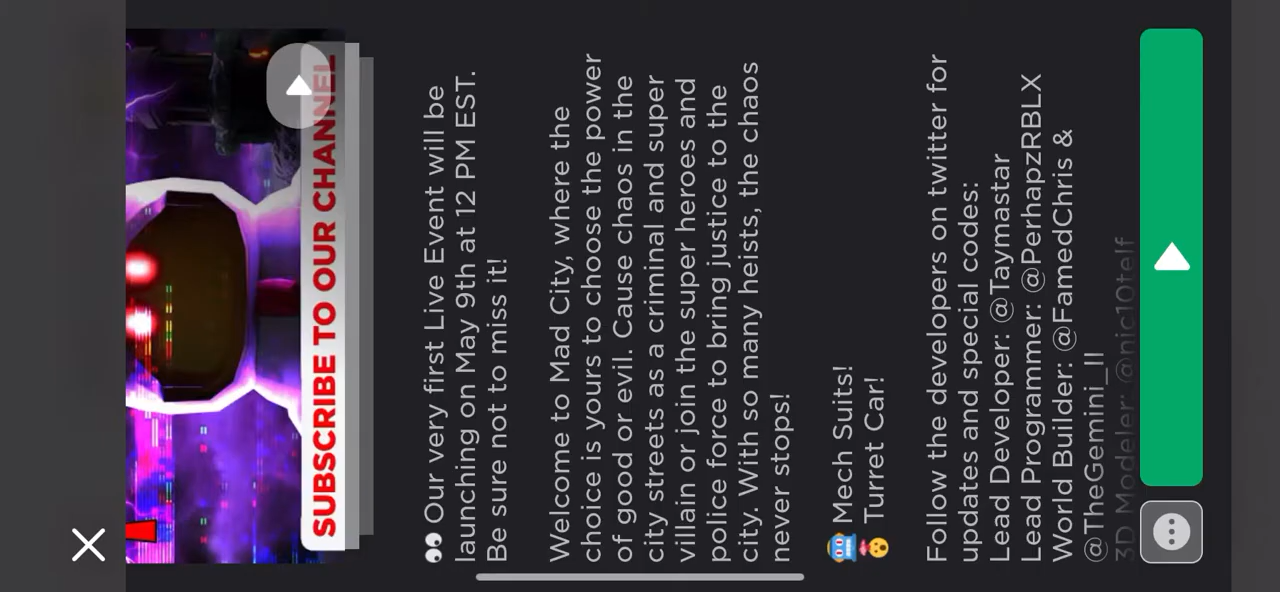 SUBSCRIBE TO OUR CHANNEL
👀 Our very first Live Event will be
launching on May 9th at 12 PM EST.
Be sure not to miss it!
Welcome to Mad City, where the
choice is yours to choose the power
of good or evil. Cause chaos in the
city streets as a criminal and super
villain or join the super heroes and
police force to bring justice to the
city. With so many heists, the chaos
never stops!
🤖 Mech Suits!
💁😮 Turret Car!
Follow the developers on twitter for
updates and special codes:
Lead Developer: @Taymastar
Lead Programmer: @PerhapzRBLX
World Builder: @FamedChris &
@TheGemini_II
3D Modeler: @nic10telf